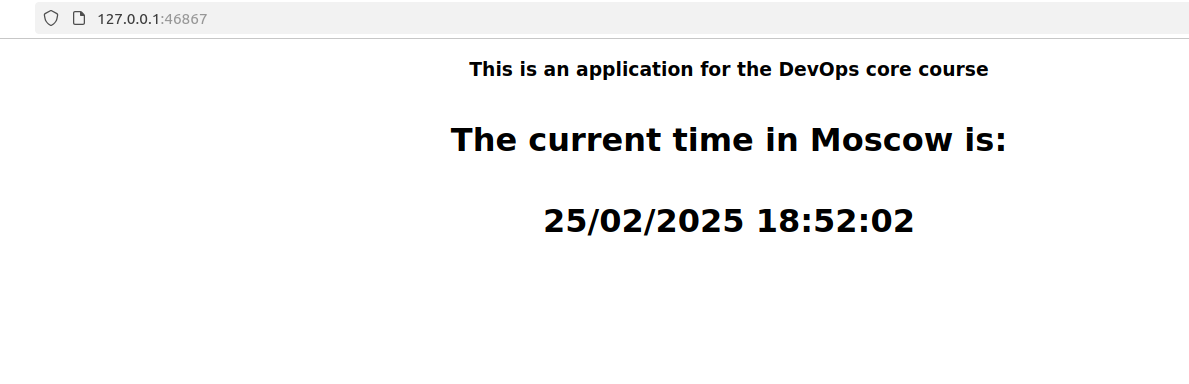 127.0.0.1:46867
This is an application for the DevOps core course
The current time in Moscow is:
25/02/2025 18:52:02